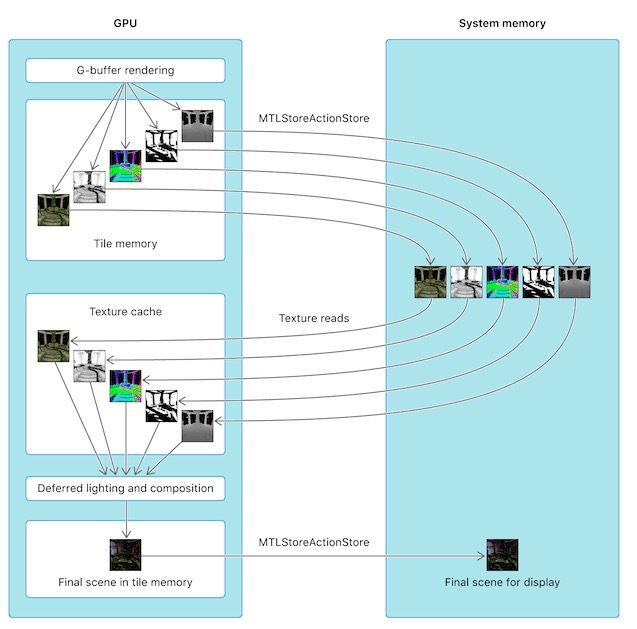 GPU
System memory
G-buffer rendering
MTLStoreActionStore
Tile memory
Texture cache
Texture reads
Deferred lighting and composition
MTLStoreActionStore
Final scene in tile memory
Final scene for display